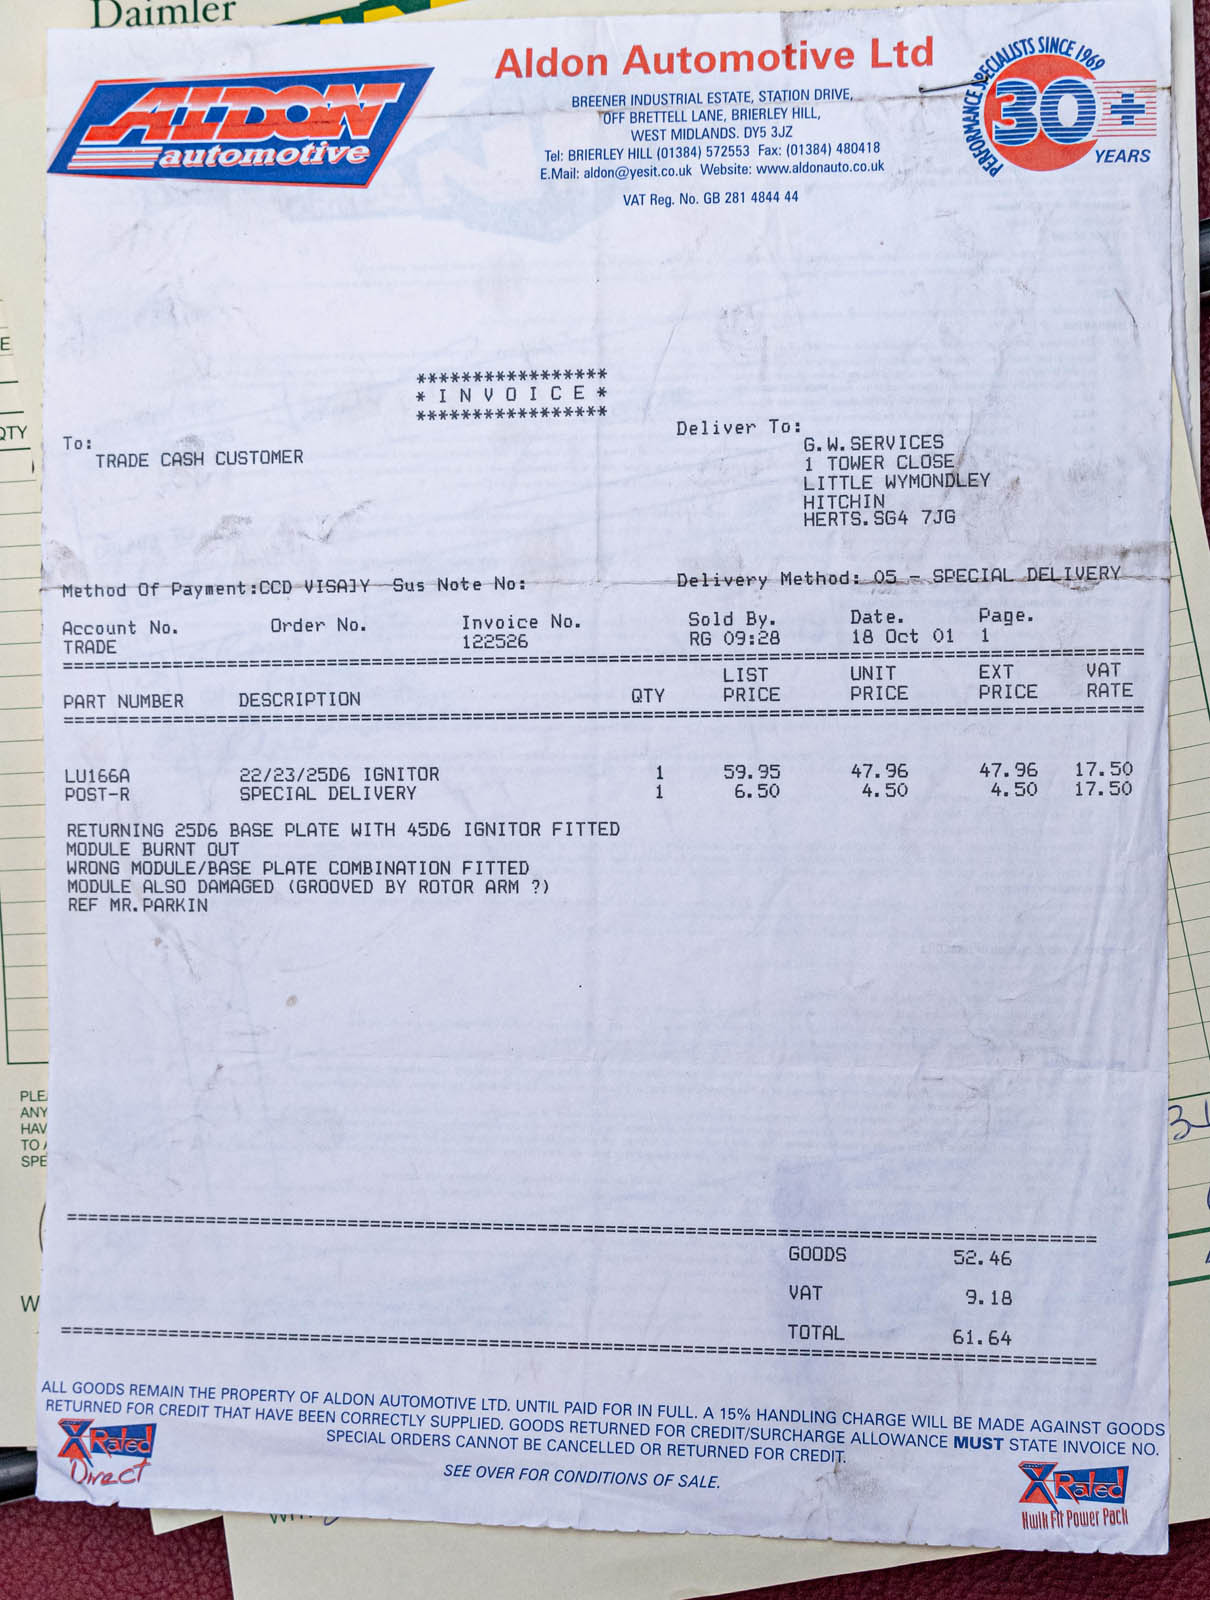 Daimler
Aldon Automotive Ltd
ALDON
automotive
BREENER INDUSTRIAL ESTATE, STATION DRIVE,
OFF BRETTELL LANE, BRIERLEY HILL,
WEST MIDLANDS. DY5 3JZ
Tel: BRIERLEY HILL (01384) 572553 Fax: (01384) 480418
E.Mail: aldon@yesit.co.uk Website: www.aldonauto.co.uk
VAT Reg. No. GB 281 4844 44
PERFORMANCE SPECIALISTS SINCE 1969
30+
YEARS
*****************
* I N V O I C E *
*****************
To:
TRADE CASH CUSTOMER
Deliver To:
G.W.SERVICES
1 TOWER CLOSE
LITTLE WYMONDLEY
HITCHIN
HERTS.SG4 7JG
Method Of Payment:CCD VISA]Y Sus Note No:
Delivery Method: 05 - SPECIAL DELIVERY
Account No. Order No. Invoice No. Sold By. Date. Page.
TRADE 122526 RG 09:28 18 Oct 01 1
LIST UNIT EXT VAT
PART NUMBER DESCRIPTION QTY PRICE PRICE PRICE RATE
LU166A 22/23/25D6 IGNITOR 1 59.95 47.96 47.96 17.50
POST-R SPECIAL DELIVERY 1 6.50 4.50 4.50 17.50
RETURNING 25D6 BASE PLATE WITH 45D6 IGNITOR FITTED
MODULE BURNT OUT
WRONG MODULE/BASE PLATE COMBINATION FITTED
MODULE ALSO DAMAGED (GROOVED BY ROTOR ARM ?)
REF MR.PARKIN
GOODS 52.46
VAT 9.18
TOTAL 61.64
ALL GOODS REMAIN THE PROPERTY OF ALDON AUTOMOTIVE LTD. UNTIL PAID FOR IN FULL. A 15% HANDLING CHARGE WILL BE MADE AGAINST GOODS
RETURNED FOR CREDIT THAT HAVE BEEN CORRECTLY SUPPLIED. GOODS RETURNED FOR CREDIT/SURCHARGE ALLOWANCE MUST STATE INVOICE NO.
SPECIAL ORDERS CANNOT BE CANCELLED OR RETURNED FOR CREDIT.
SEE OVER FOR CONDITIONS OF SALE.
X-Rated
Direct
X-Rated
Kwik Fit Power Pack
QTY
PLE
ANY
HAV
TO
SPE